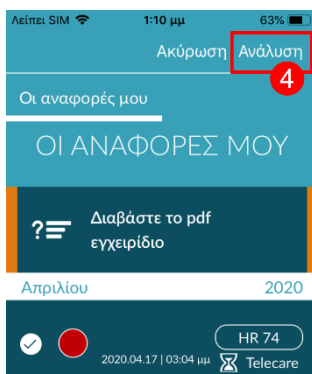 Λείπει SIM 1:10 μμ 63%
Ακύρωση Ανάλυση
4
Οι αναφορές μου
ΟΙ ΑΝΑΦΟΡΕΣ ΜΟΥ
? Διαβάστε το pdf
εγχειρίδιο
Απριλίου 2020
HR 74
2020.04.17 | 03:04 μμ Telecare